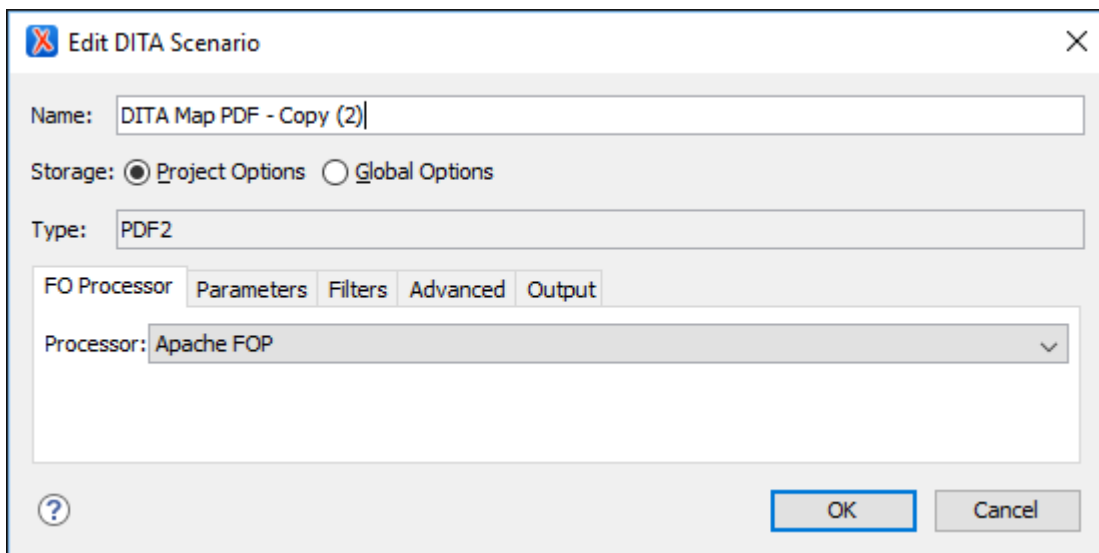 Edit DITA Scenario
Name: DITA Map PDF - Copy (2)
Storage: Project Options Global Options
Type: PDF2
FO Processor Parameters Filters Advanced Output
Processor: Apache FOP
? OK Cancel